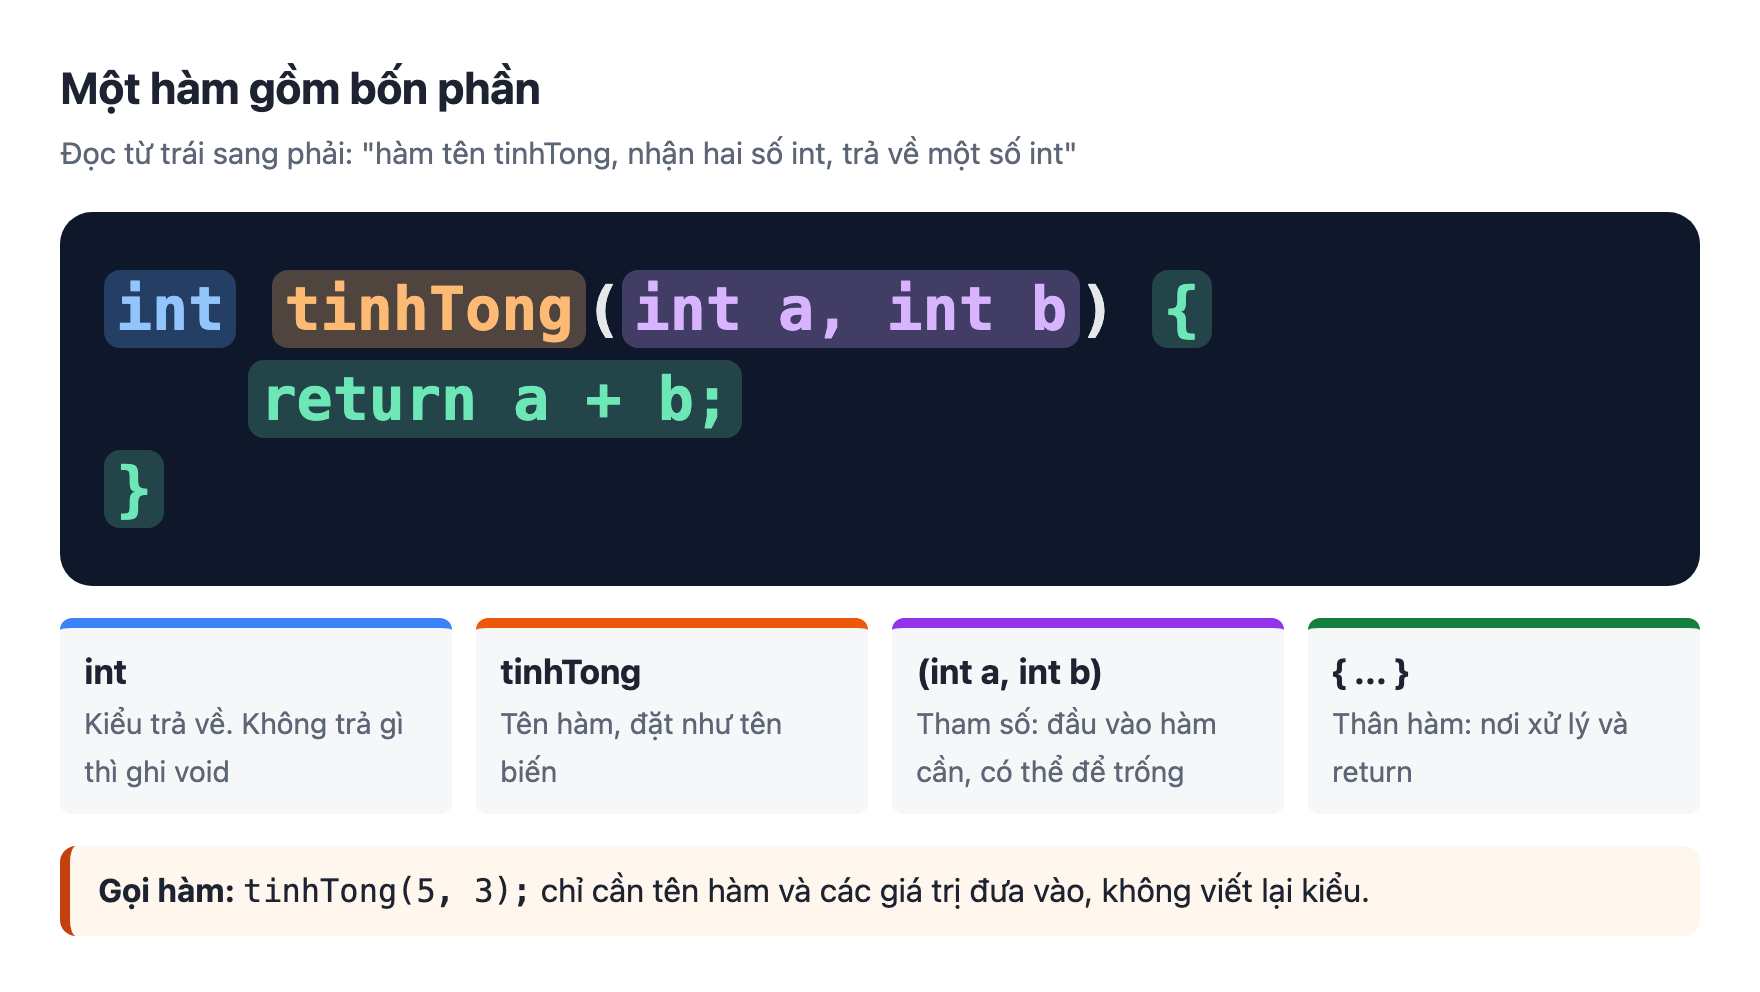 Một hàm gồm bốn phần
Đọc từ trái sang phải: "hàm tên tinhTong, nhận hai số int, trả về một số int"
int tinhTong(int a, int b) {
return a + b;
}
int
Kiểu trả về. Không trả gì
thì ghi void
tinhTong
Tên hàm, đặt như tên
biến
(int a, int b)
Tham số: đầu vào hàm
cần, có thể để trống
{ ... }
Thân hàm: nơi xử lý và
return
Gọi hàm: tinhTong(5, 3); chỉ cần tên hàm và các giá trị đưa vào, không viết lại kiểu.